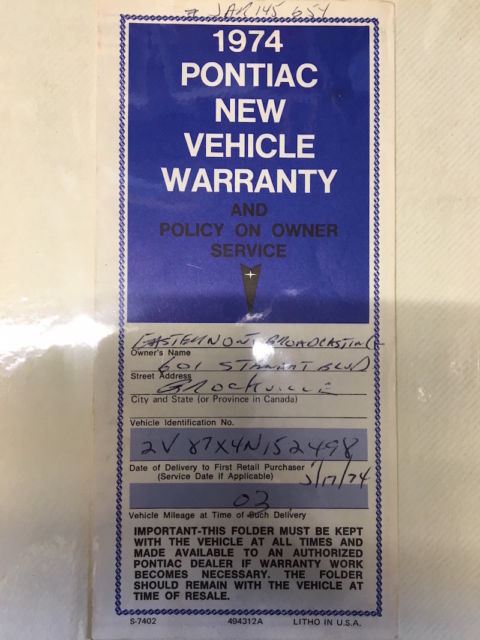 JAR145 654
1974
PONTIAC
NEW
VEHICLE
WARRANTY
AND
POLICY ON OWNER
SERVICE
EASTERN ONT. BROADCASTING
Owner's Name
601 STEWART BLVD
Street Address
BROCKVILLE
City and State (or Province in Canada)
Vehicle Identification No.
2V87X4N152498
Date of Delivery to First Retail Purchaser
(Service Date if Applicable)
/17/74
03
Vehicle Mileage at Time of Such Delivery
IMPORTANT-THIS FOLDER MUST BE KEPT
WITH THE VEHICLE AT ALL TIMES AND
MADE AVAILABLE TO AN AUTHORIZED
PONTIAC DEALER IF WARRANTY WORK
BECOMES NECESSARY. THE FOLDER
SHOULD REMAIN WITH THE VEHICLE AT
TIME OF RESALE.
S-7402 494312A LITHO IN U.S.A.